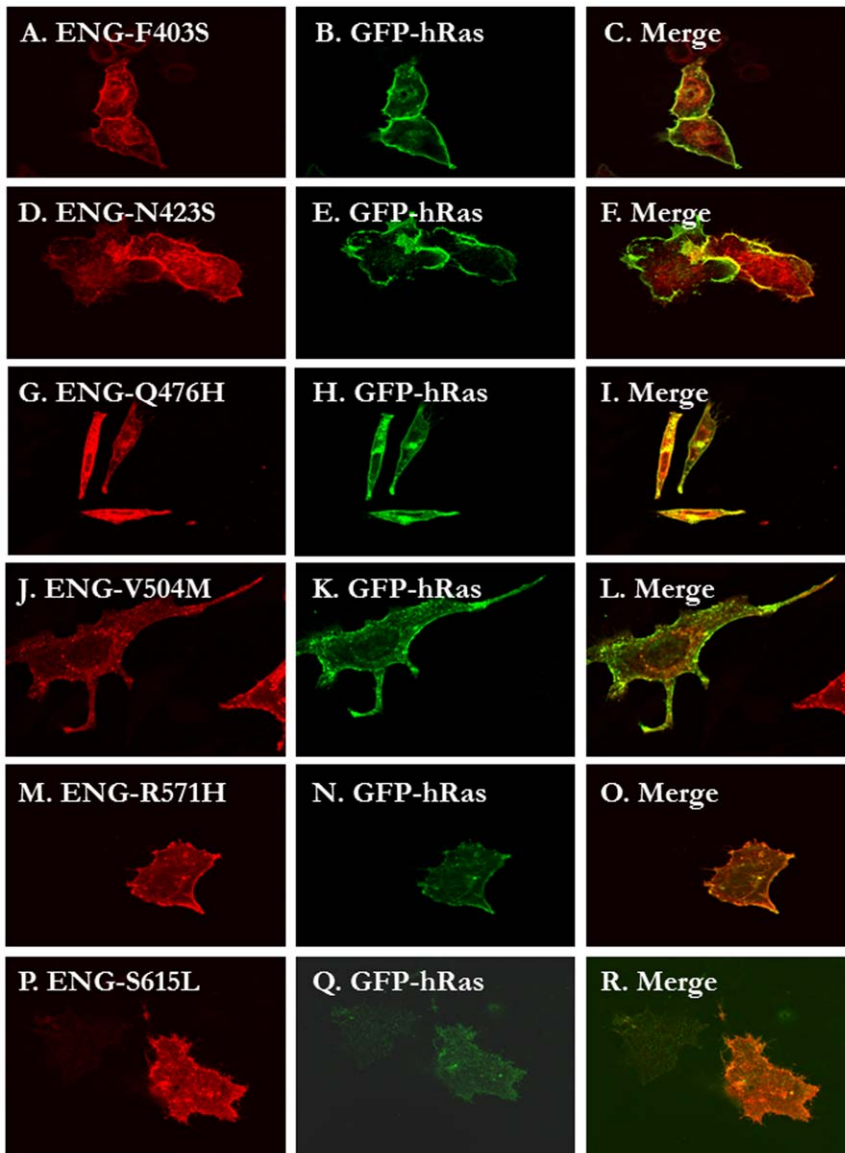 A. ENG-F403S
B. GFP-hRas
C. Merge
D. ENG-N423S
E. GFP-hRas
F. Merge
G. ENG-Q476H
H. GFP-hRas
I. Merge
J. ENG-V504M
K. GFP-hRas
L. Merge
M. ENG-R571H
N. GFP-hRas
O. Merge
P. ENG-S615L
Q. GFP-hRas
R. Merge